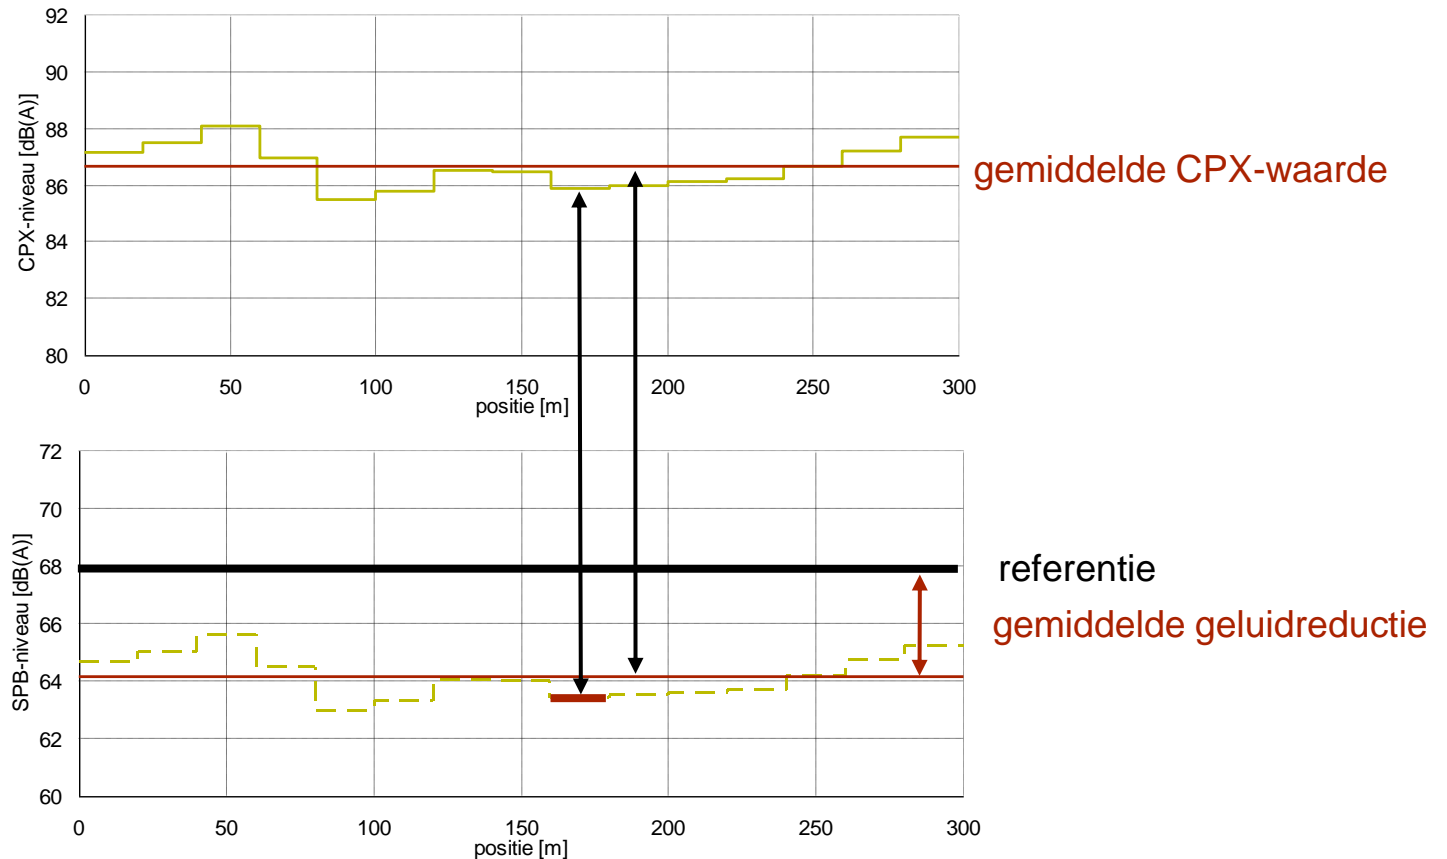 92
90
88
86
84
82
80
CPX-niveau [dB(A)]
0 50 100 150 200 250 300
positie [m]
gemiddelde CPX-waarde
72
70
68
66
64
62
60
SPB-niveau [dB(A)]
0 50 100 150 200 250 300
positie [m]
referentie
gemiddelde geluidreductie